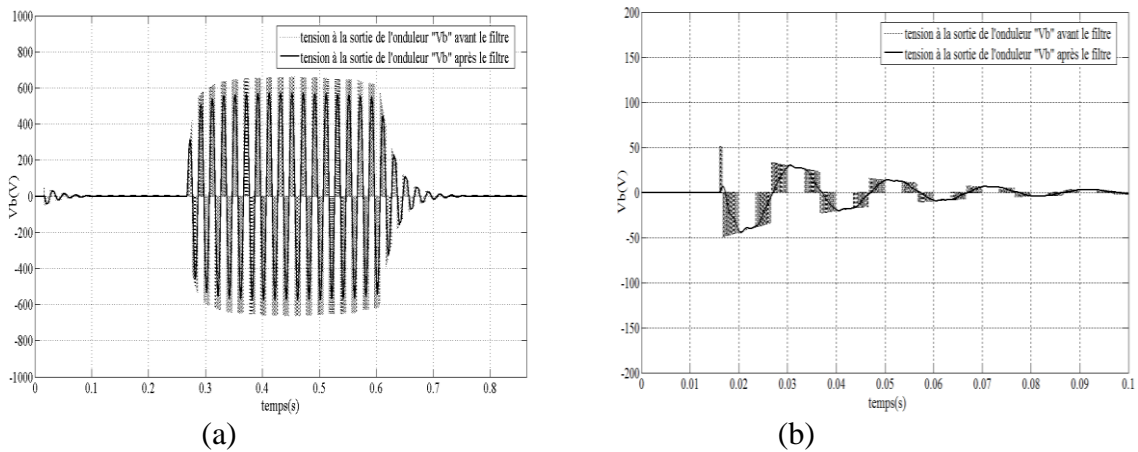 1000
800
600
400
200
0
-200
-400
-600
-800
-1000
Vb(V)
tension à la sortie de l'onduleur "Vb" avant le filtre
tension à la sortie de l'onduleur "Vb" après le filtre
0 0.1 0.2 0.3 0.4 0.5 0.6 0.7 0.8
temps(s)
(a)
200
150
100
50
0
-50
-100
-150
-200
Vb(V)
tension à la sortie de l'onduleur "Vb" avant le filtre
tension à la sortie de l'onduleur "Vb" après le filtre
0 0.01 0.02 0.03 0.04 0.05 0.06 0.07 0.08 0.09 0.1
temps(s)
(b)